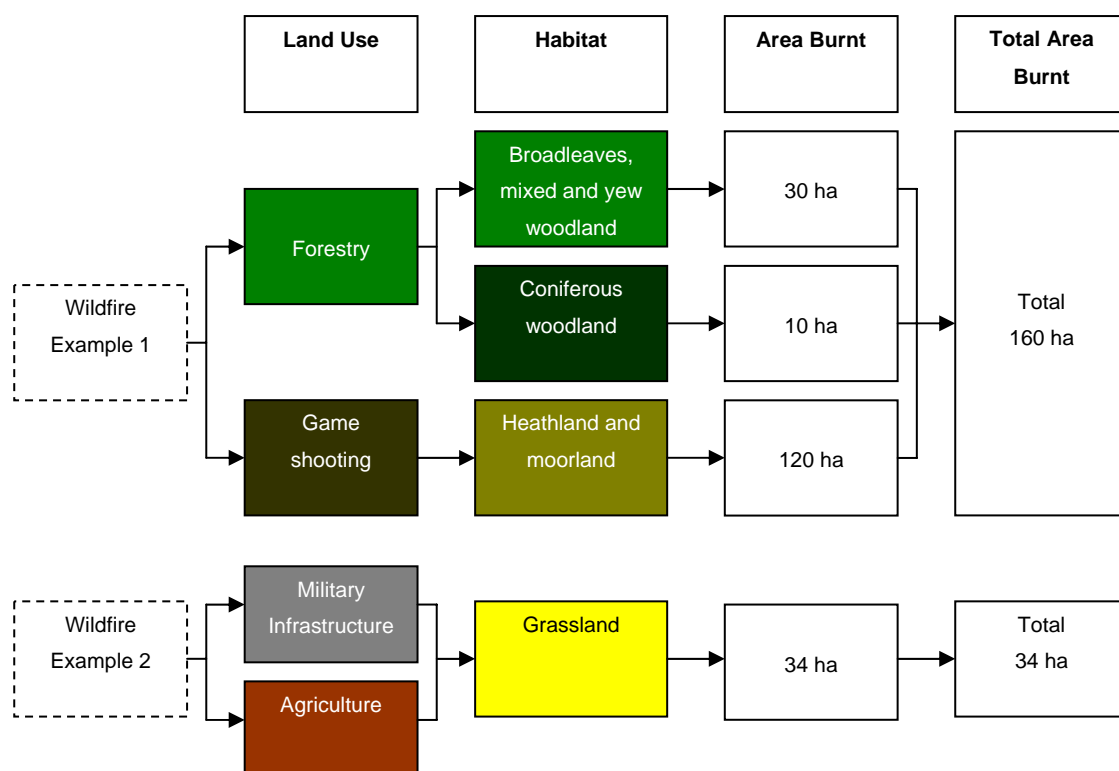 Land Use
Habitat
Area Burnt
Total Area
Burnt
Wildfire
Example 1
Forestry
Broadleaves,
mixed and yew
woodland
30 ha
Coniferous
woodland
10 ha
Game
shooting
Heathland and
moorland
120 ha
Total
160 ha
Wildfire
Example 2
Military
Infrastructure
Agriculture
Grassland
34 ha
Total
34 ha